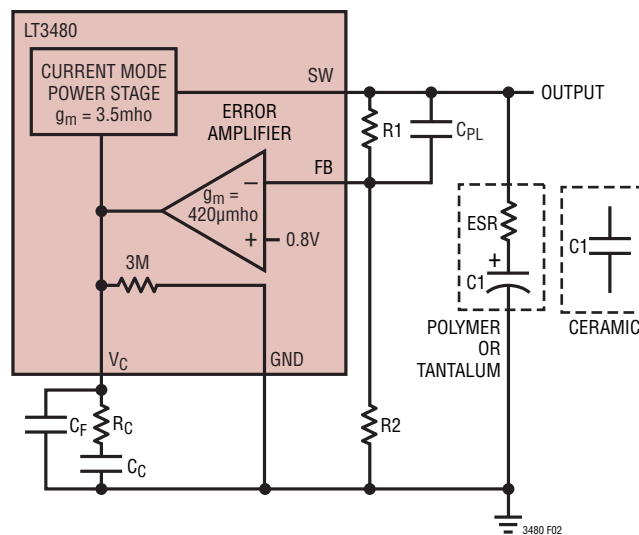 LT3480
CURRENT MODE
POWER STAGE
gm = 3.5mho
SW
OUTPUT
ERROR
AMPLIFIER
R1
CPL
FB
gm =
420µmho
–
+
0.8V
ESR
+
C1
C1
3M
POLYMER
OR
TANTALUM
CERAMIC
VC
GND
CF
RC
CC
R2
3480 F02